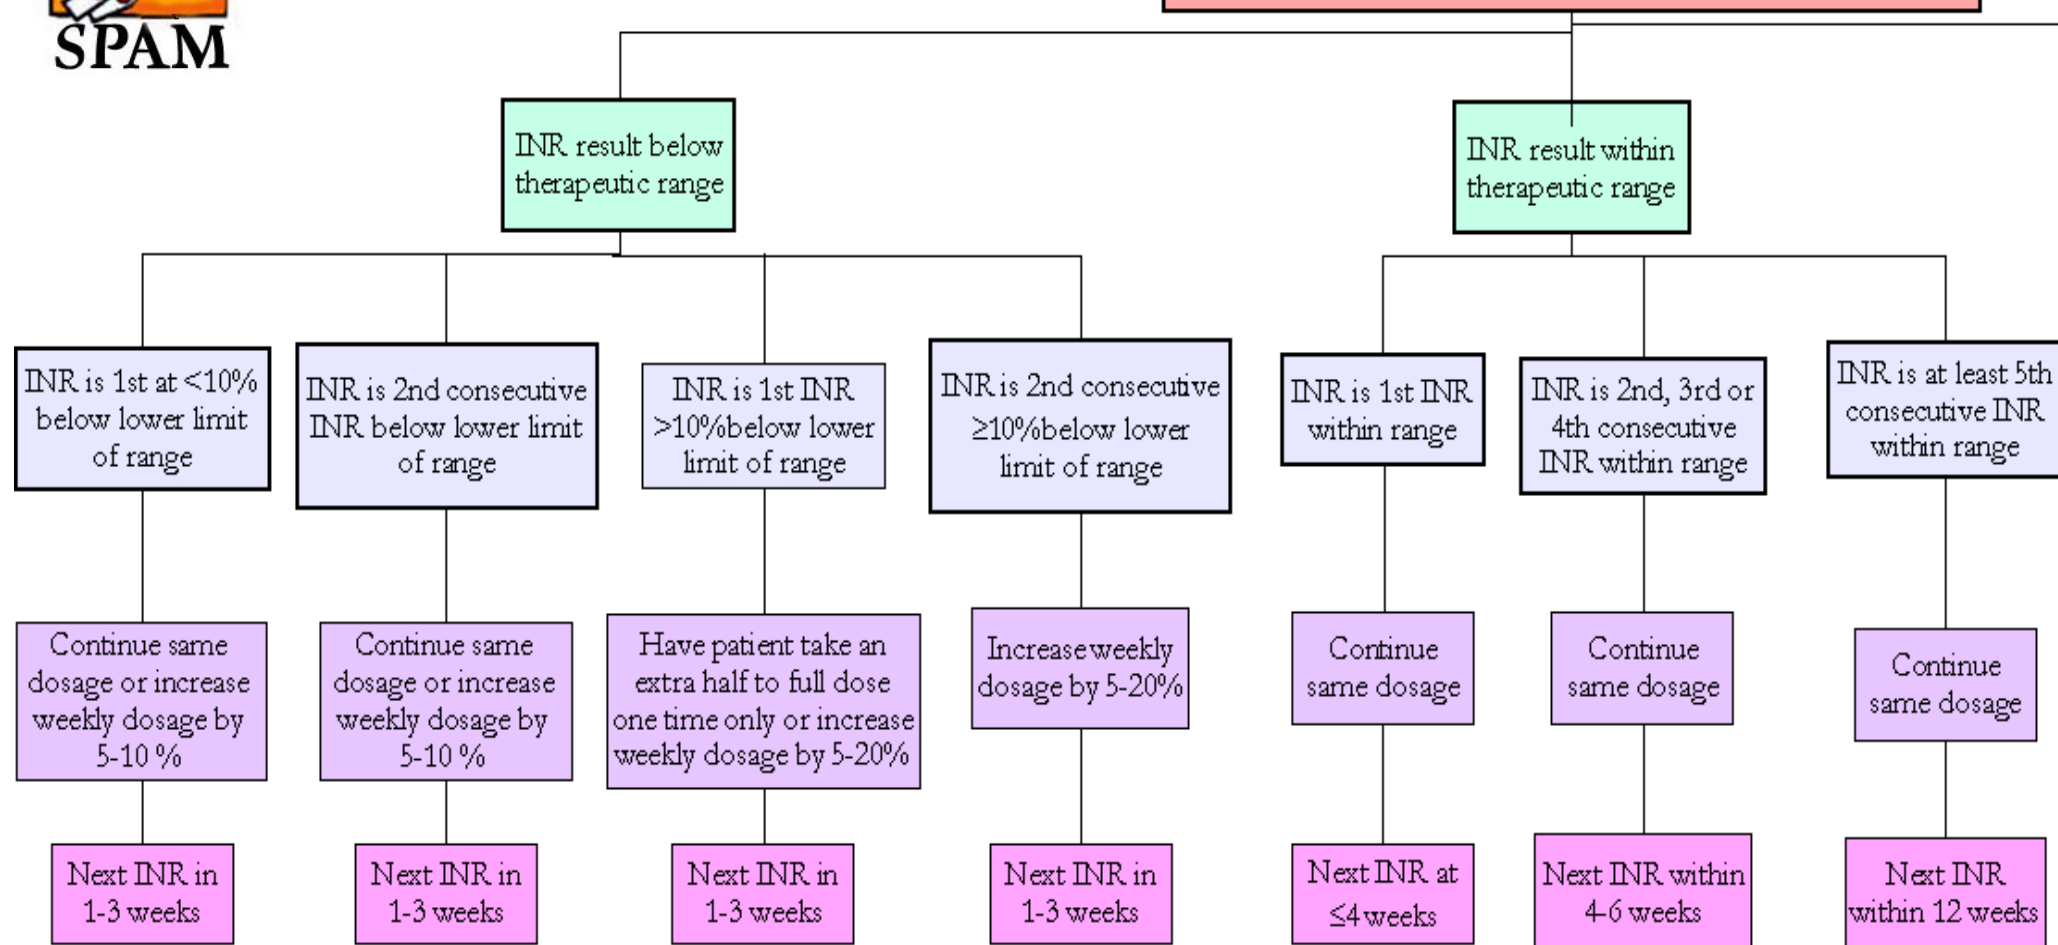 SPAM
INR result below
therapeutic range
INR result within
therapeutic range
INR is 1st at <10%
below lower limit
of range
INR is 2nd consecutive
INR below lower limit
of range
INR is 1st INR
>10%below lower
limit of range
INR is 2nd consecutive
≥10%below lower
limit of range
INR is 1st INR
within range
INR is 2nd, 3rd or
4th consecutive
INR within range
INR is at least 5th
consecutive INR
within range
Continue same
dosage or increase
weekly dosage by
5-10 %
Continue same
dosage or increase
weekly dosage by
5-10 %
Have patient take an
extra half to full dose
one time only or increase
weekly dosage by 5-20%
Increase weekly
dosage by 5-20%
Continue
same dosage
Continue
same dosage
Continue
same dosage
Next INR in
1-3 weeks
Next INR in
1-3 weeks
Next INR in
1-3 weeks
Next INR in
1-3 weeks
Next INR at
≤4 weeks
Next INR within
4-6 weeks
Next INR
within 12 weeks